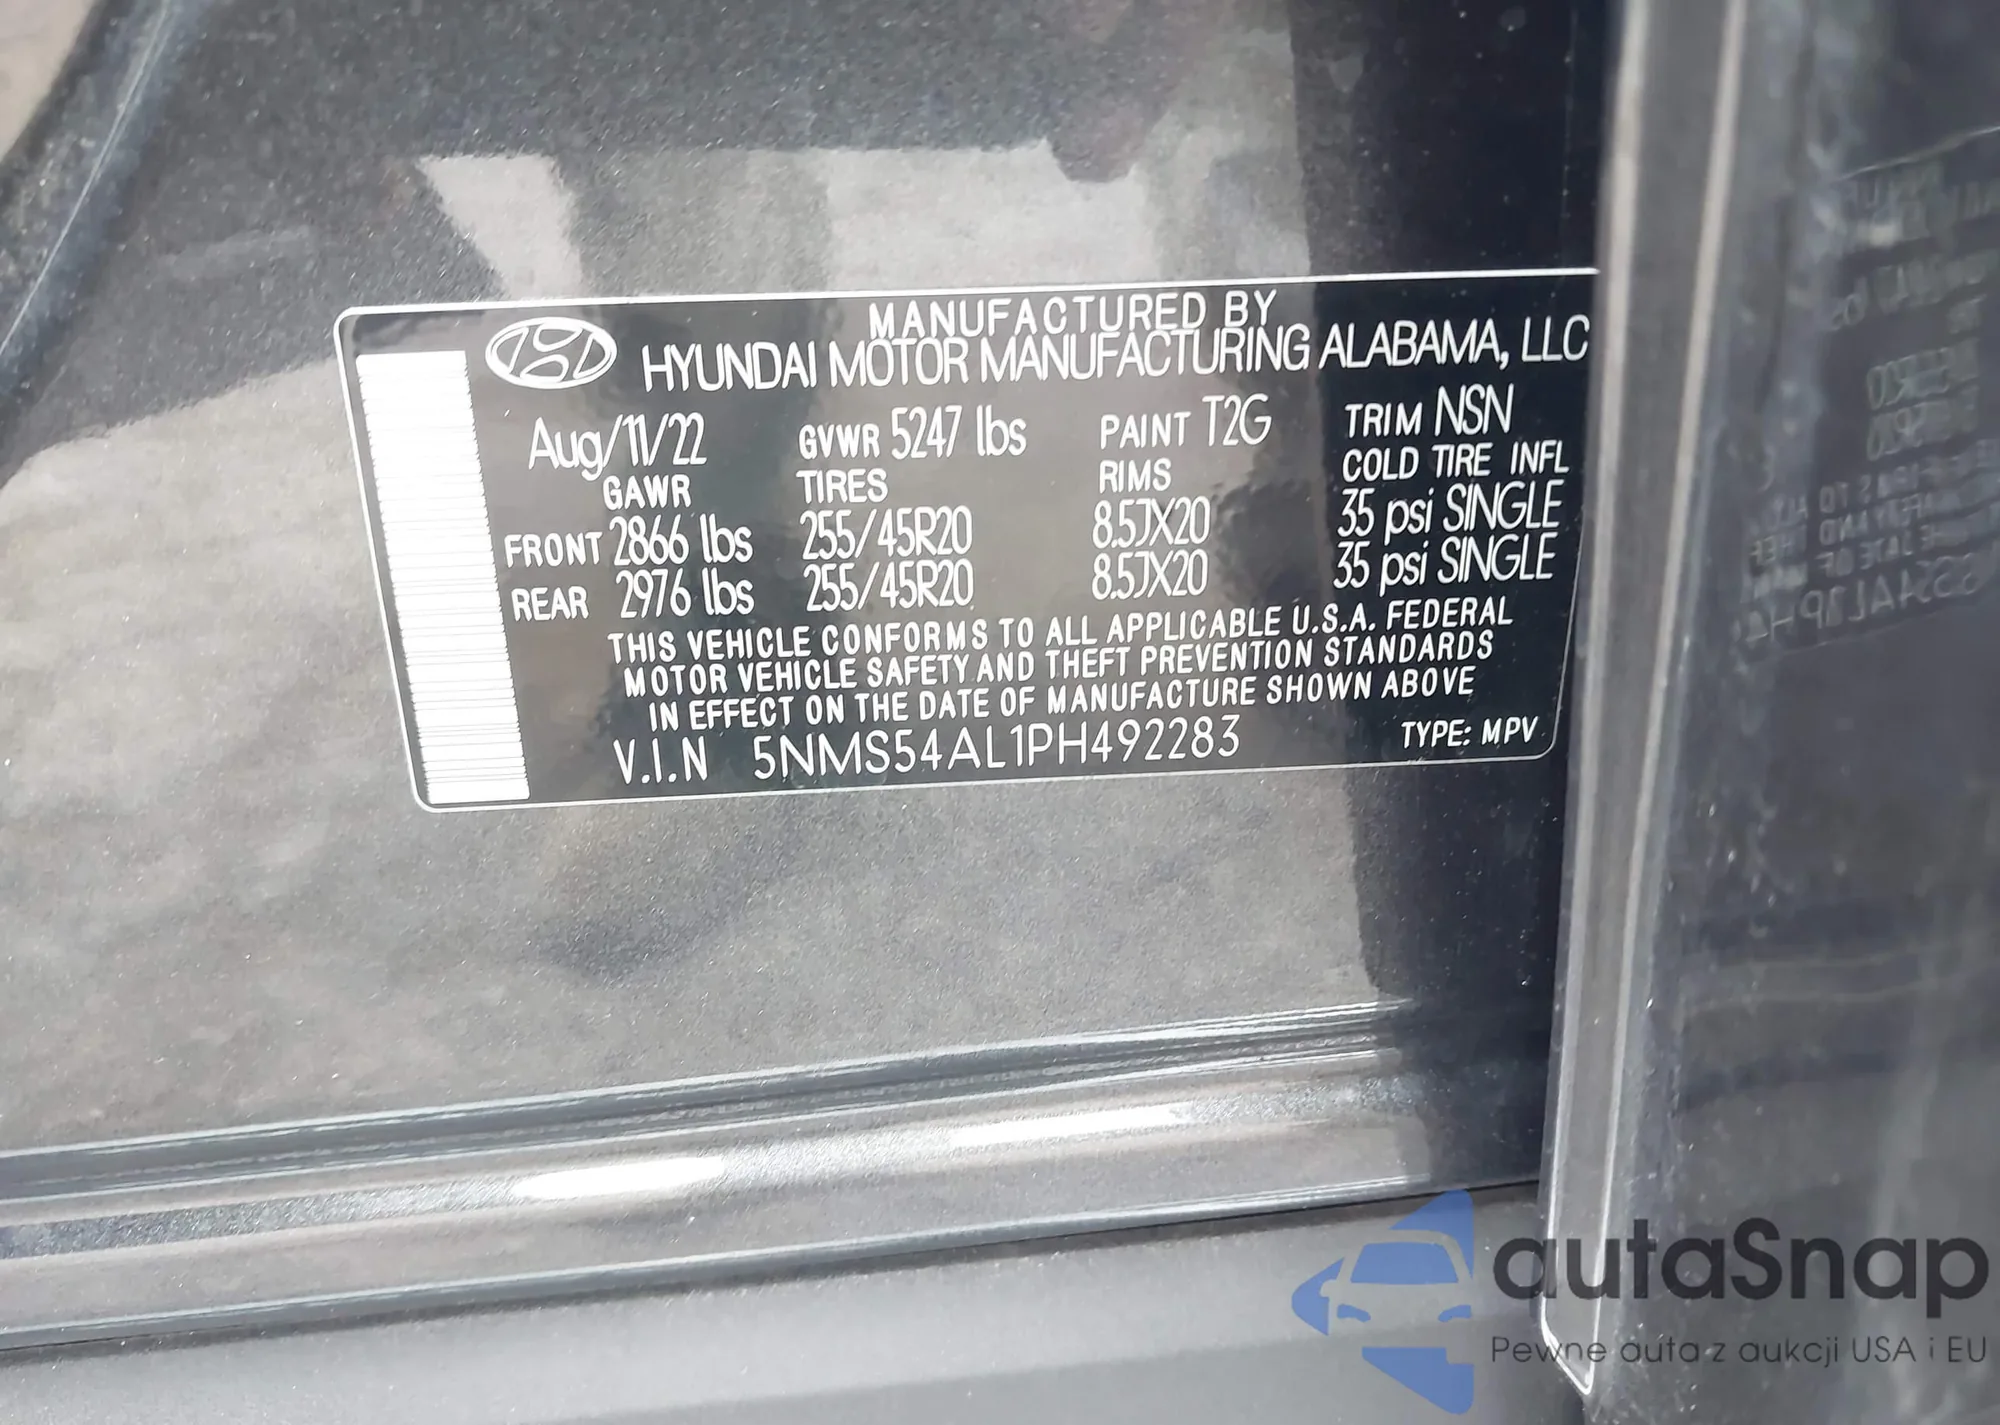 MANUFACTURED BY
HYUNDAI MOTOR MANUFACTURING ALABAMA, LLC
Aug/11/22 GVWR 5247 lbs PAINT T2G TRIM NSN
GAWR TIRES RIMS COLD TIRE INFL
FRONT 2866 lbs 255/45R20 8.5JX20 35 psi SINGLE
REAR 2976 lbs 255/45R20 8.5JX20 35 psi SINGLE
THIS VEHICLE CONFORMS TO ALL APPLICABLE U.S.A. FEDERAL
MOTOR VEHICLE SAFETY AND THEFT PREVENTION STANDARDS
IN EFFECT ON THE DATE OF MANUFACTURE SHOWN ABOVE
V.I.N 5NMS54AL1PH492283 TYPE: MPV
autaSnap
Pewne auta z aukcji USA i EU